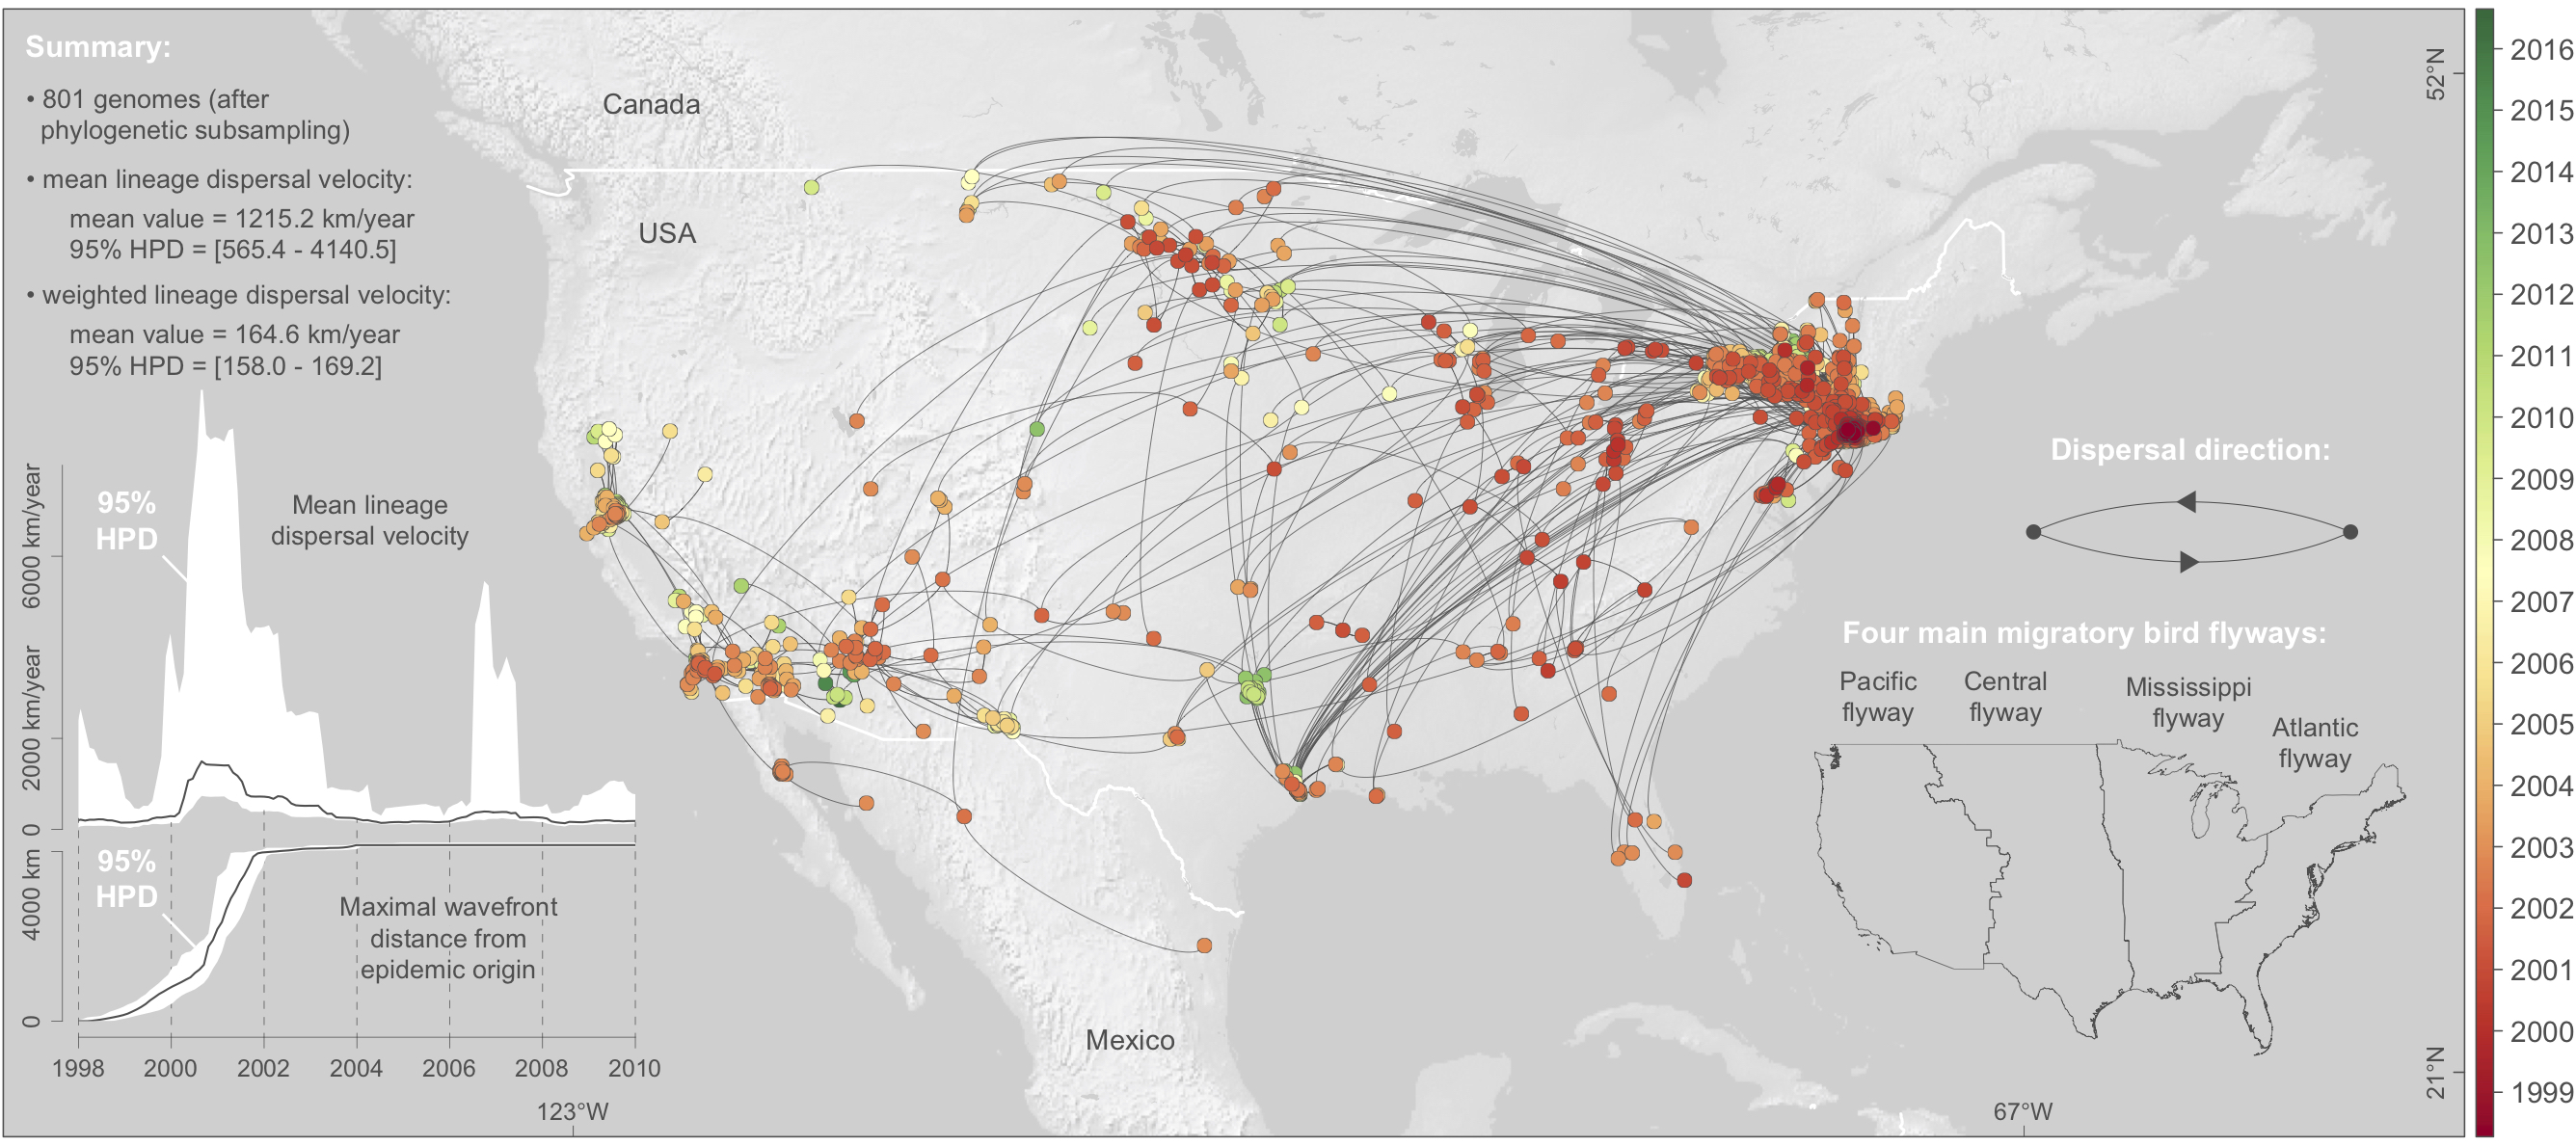 Summary:
• 801 genomes (after
phylogenetic subsampling)
• mean lineage dispersal velocity:
mean value = 1215.2 km/year
95% HPD = [565.4 - 4140.5]
• weighted lineage dispersal velocity:
mean value = 164.6 km/year
95% HPD = [158.0 - 169.2]
Canada
USA
Mexico
95%
HPD
Mean lineage
dispersal velocity
6000 km/year
2000 km/year
0
95%
HPD
Maximal wavefront
distance from
epidemic origin
4000 km
0
1998 2000 2002 2004 2006 2008 2010
123°W
67°W
52°N
21°N
Dispersal direction:
Four main migratory bird flyways:
Pacific
flyway
Central
flyway
Mississippi
flyway
Atlantic
flyway
2016
2015
2014
2013
2012
2011
2010
2009
2008
2007
2006
2005
2004
2003
2002
2001
2000
1999